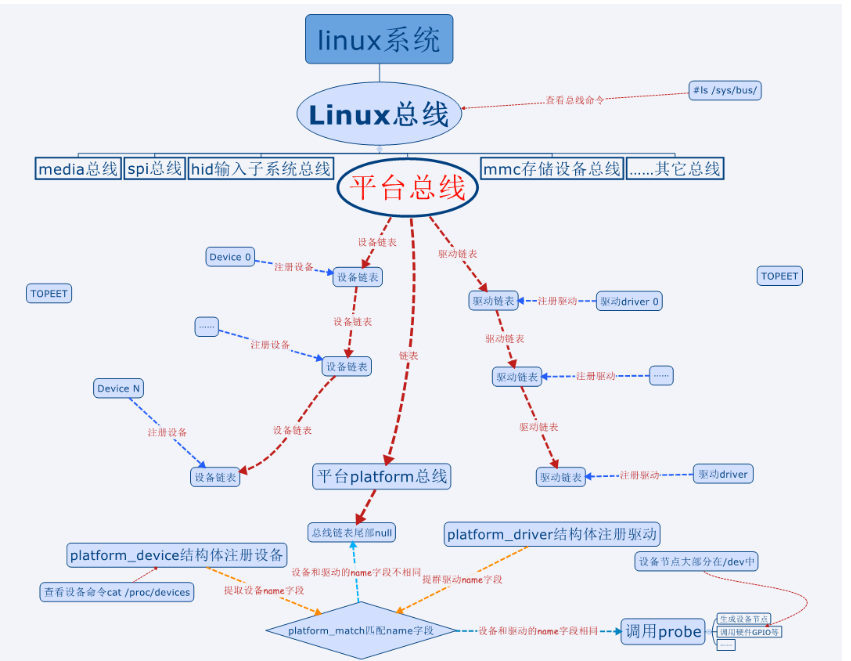 linux系统
Linux总线
#ls /sys/bus/
查看总线命令
media总线
spi总线
hid输入子系统总线
平台总线
mmc存储设备总线
……其它总线
设备链表
驱动链表
Device 0
注册设备
设备链表
TOPEET
TOPEET
驱动链表
注册驱动
驱动driver 0
设备链表
……
注册设备
设备链表
链表
驱动链表
驱动链表
注册驱动
……
Device N
注册设备
设备链表
设备链表
驱动链表
驱动链表
注册驱动
驱动driver
平台platform总线
总线链表尾部null
platform_device结构体注册设备
platform_driver结构体注册驱动
设备节点大部分在/dev中
查看设备命令cat /proc/devices
提取设备name字段
设备和驱动的name字段不相同
提群驱动name字段
platform_match匹配name字段
设备和驱动的name字段相同
调用probe
生成设备节点
调用硬件GPIO等
……